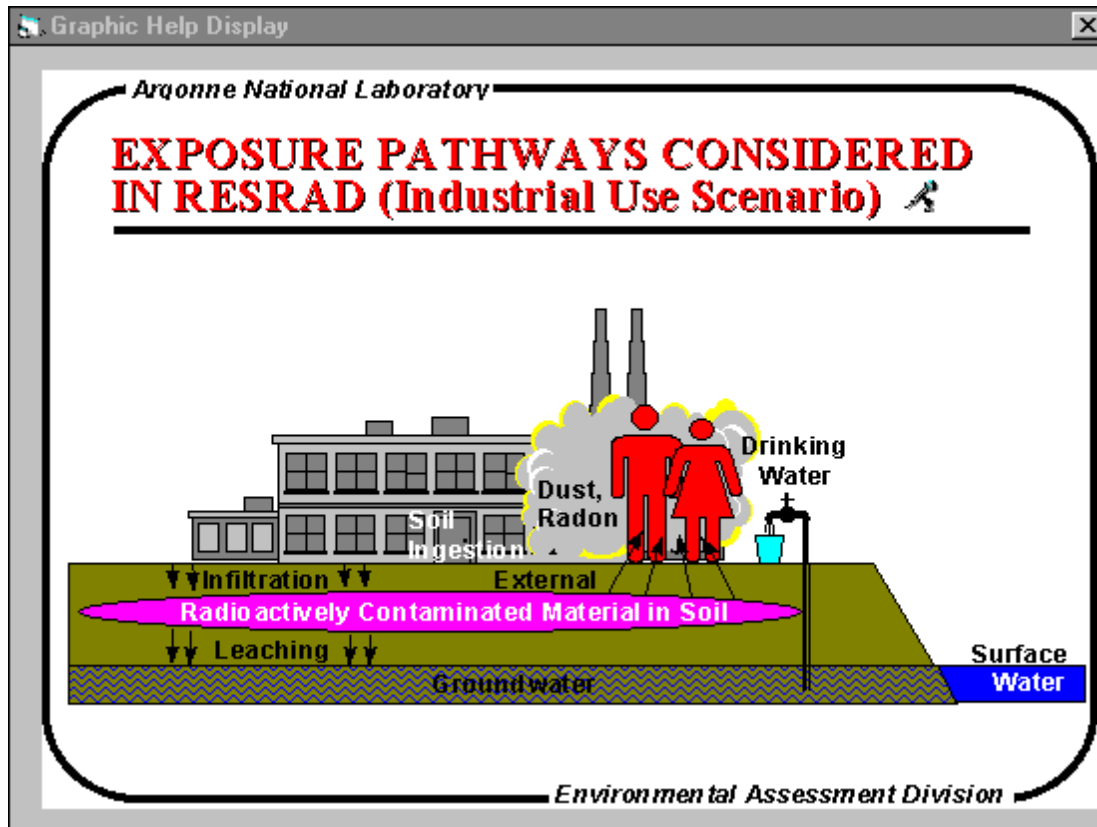 Graphic Help Display
Argonne National Laboratory
EXPOSURE PATHWAYS CONSIDERED
IN RESRAD (Industrial Use Scenario)
Drinking
Water
Dust,
Radon
Soil
Ingestion
Infiltration
External
Radioactively Contaminated Material in Soil
Leaching
Groundwater
Surface
Water
Environmental Assessment Division